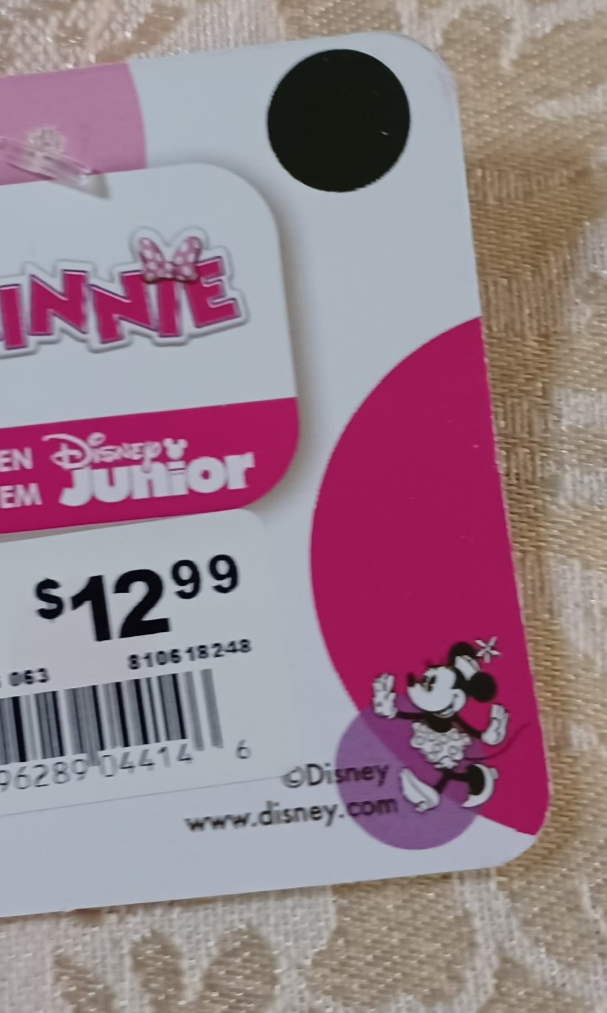 INNIE
EN Disney
EM Junior
$12 99
063 810618248
96289 04414 6
©Disney
www.disney.com